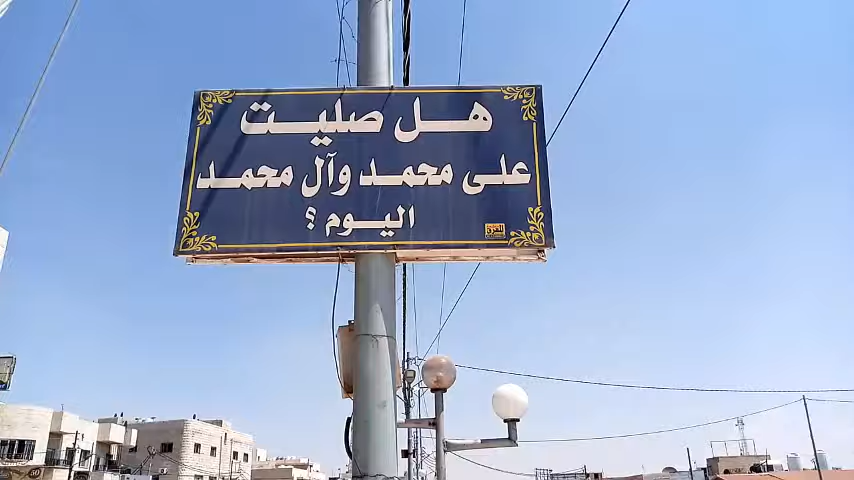 هل صليت
على محمد وآل محمد
اليوم ؟